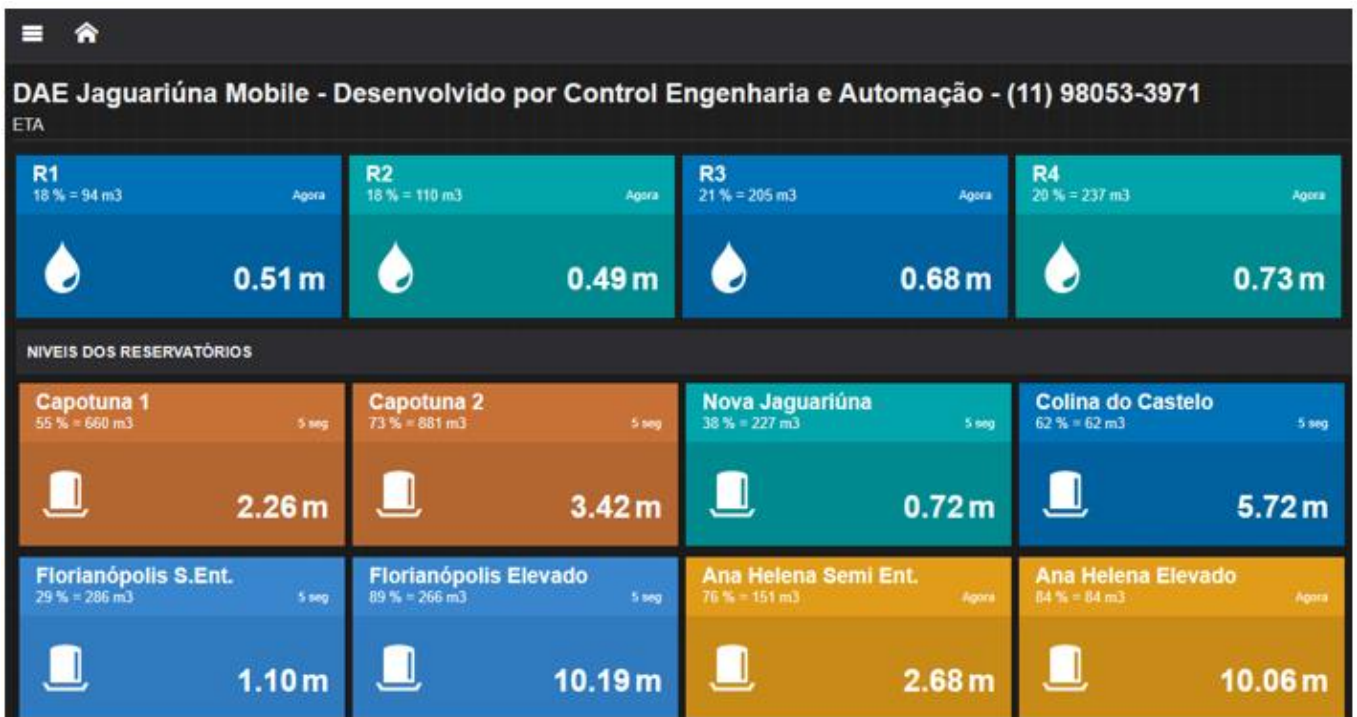 DAE Jaguariúna Mobile - Desenvolvido por Control Engenharia e Automação - (11) 98053-3971
ETA
R1
18 % = 94 m3 Agora
0.51 m
R2
18 % = 110 m3 Agora
0.49 m
R3
21 % = 205 m3 Agora
0.68 m
R4
20 % = 237 m3 Agora
0.73 m
NIVEIS DOS RESERVATÓRIOS
Capotuna 1
55 % = 660 m3 5 seg
2.26 m
Capotuna 2
73 % = 881 m3 5 seg
3.42 m
Nova Jaguariúna
38 % = 227 m3 5 seg
0.72 m
Colina do Castelo
62 % = 62 m3 5 seg
5.72 m
Florianópolis S.Ent.
29 % = 286 m3 5 seg
1.10 m
Florianópolis Elevado
89 % = 266 m3 5 seg
10.19 m
Ana Helena Semi Ent.
76 % = 151 m3 Agora
2.68 m
Ana Helena Elevado
84 % = 84 m3 Agora
10.06 m